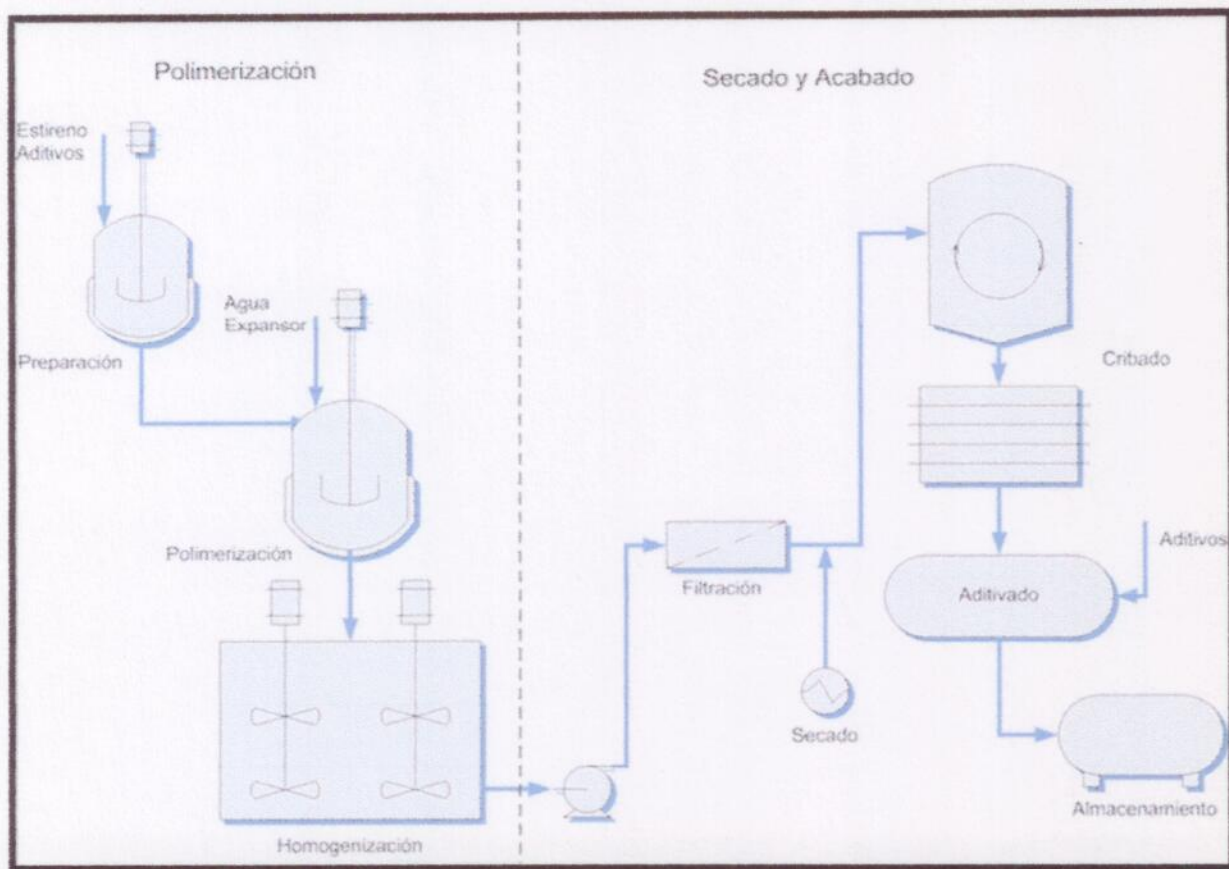 Polimerización
Secado y Acabado
Estireno
Aditivos
Preparación
Agua
Expansor
Polimerización
Homogenización
Filtración
Secado
Cribado
Aditivos
Aditivado
Almacenamiento